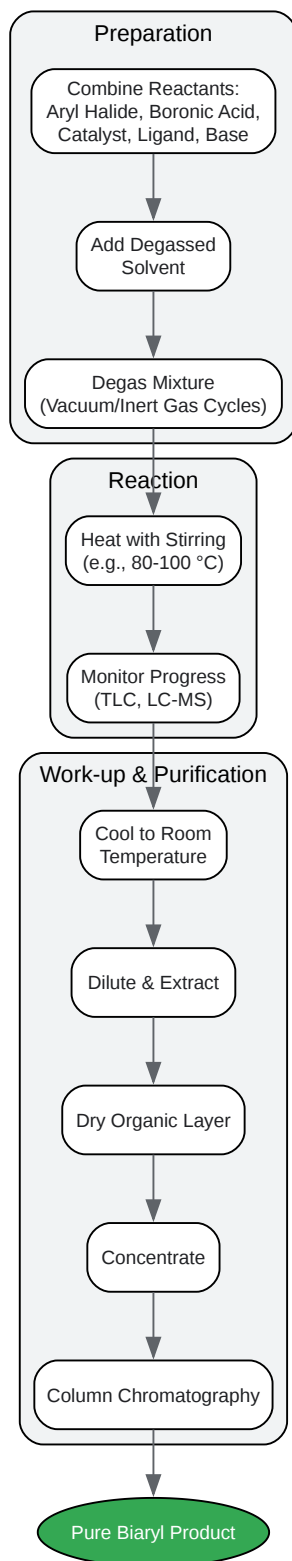 Preparation
Combine Reactants:
Aryl Halide, Boronic Acid,
Catalyst, Ligand, Base
Add Degassed
Solvent
Degas Mixture
(Vacuum/Inert Gas Cycles)
Reaction
Heat with Stirring
(e.g., 80-100 °C)
Monitor Progress
(TLC, LC-MS)
Work-up & Purification
Cool to Room
Temperature
Dilute & Extract
Dry Organic Layer
Concentrate
Column Chromatography
Pure Biaryl Product